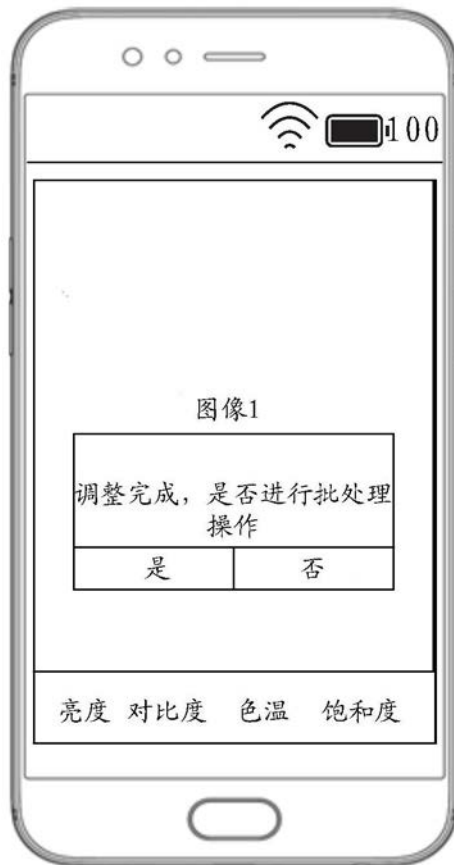 100
图像1
调整完成，是否进行批处理
操作
是 否
亮度 对比度 色温 饱和度